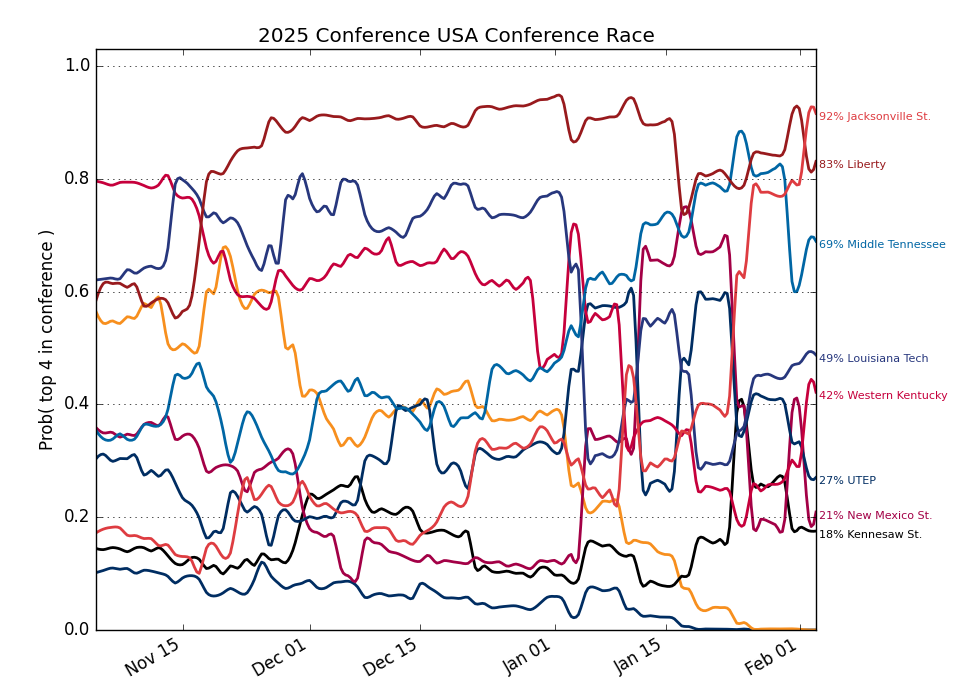 2025 Conference USA Conference Race
Prob( top 4 in conference )
1.0
0.8
0.6
0.4
0.2
0.0
Nov 15
Dec 01
Dec 15
Jan 01
Jan 15
Feb 01
92% Jacksonville St.
83% Liberty
69% Middle Tennessee
49% Louisiana Tech
42% Western Kentucky
27% UTEP
21% New Mexico St.
18% Kennesaw St.